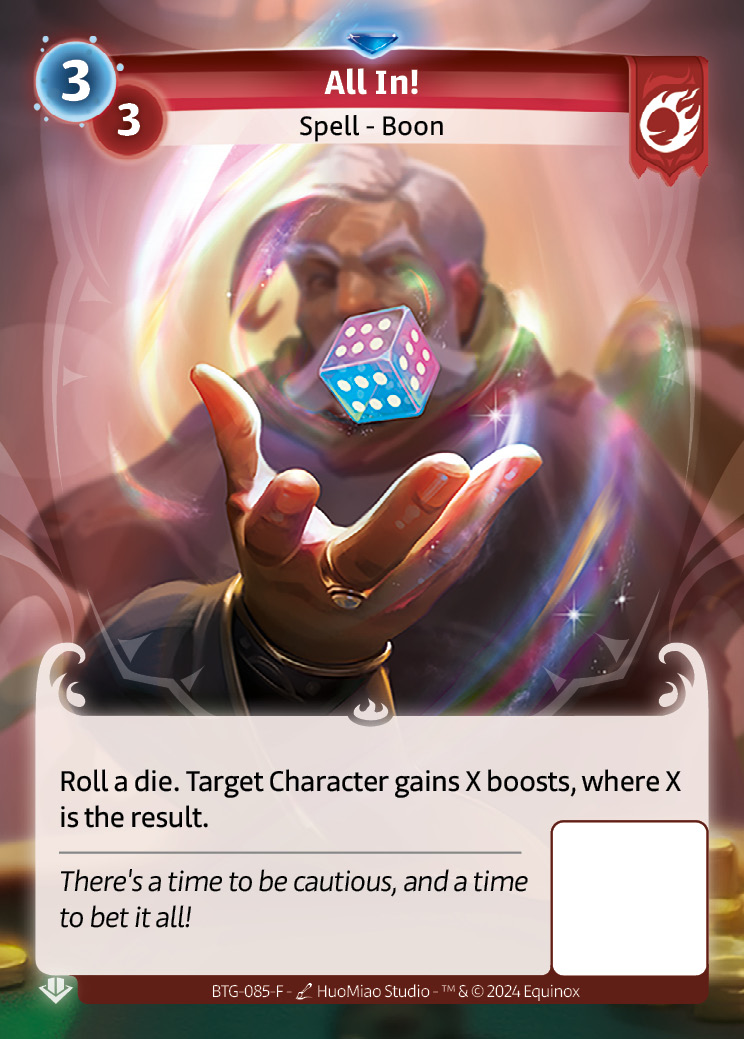 3
All In!
3
Spell - Boon
Roll a die. Target Character gains X boosts, where X
is the result.
There's a time to be cautious, and a time
to bet it all!
BTG-085-F - HuoMiao Studio - ™ & © 2024 Equinox